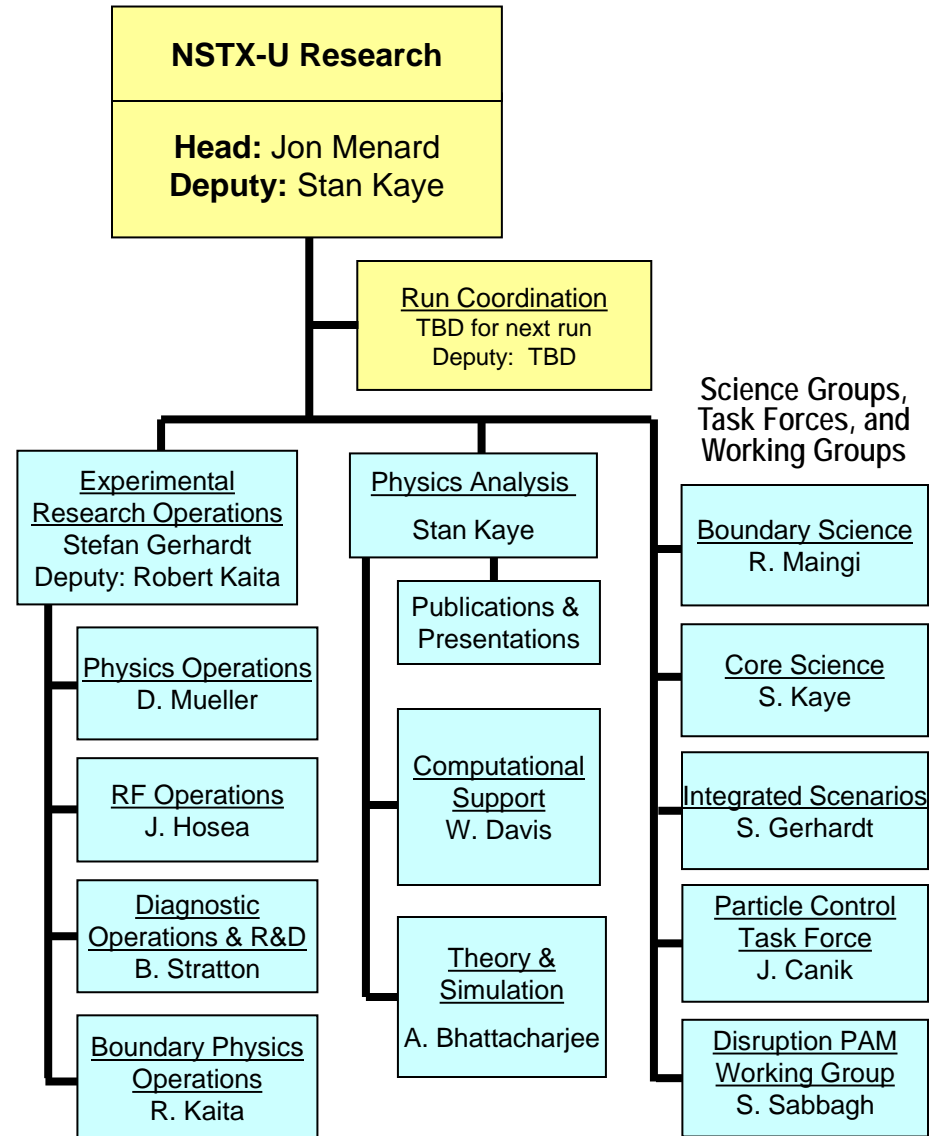 NSTX-U Research
Head: Jon Menard
Deputy: Stan Kaye
Run Coordination
TBD for next run
Deputy: TBD
Science Groups,
Task Forces, and
Working Groups
Experimental
Research Operations
Stefan Gerhardt
Deputy: Robert Kaita
Physics Operations
D. Mueller
RF Operations
J. Hosea
Diagnostic
Operations & R&D
B. Stratton
Boundary Physics
Operations
R. Kaita
Physics Analysis
Stan Kaye
Publications &
Presentations
Computational
Support
W. Davis
Theory &
Simulation
A. Bhattacharjee
Boundary Science
R. Maingi
Core Science
S. Kaye
Integrated Scenarios
S. Gerhardt
Particle Control
Task Force
J. Canik
Disruption PAM
Working Group
S. Sabbagh